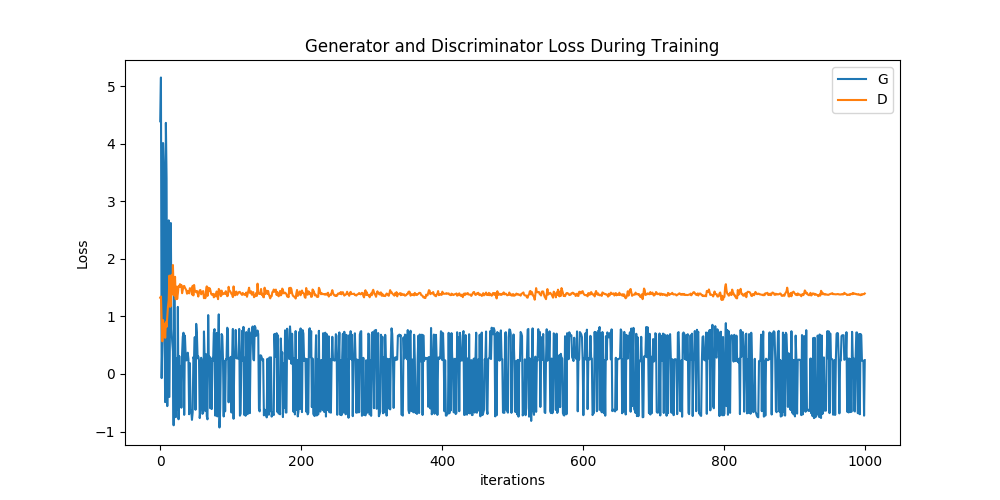 Generator and Discriminator Loss During Training
G
D
5
4
3
2
1
0
−1
Loss
0 200 400 600 800 1000
iterations